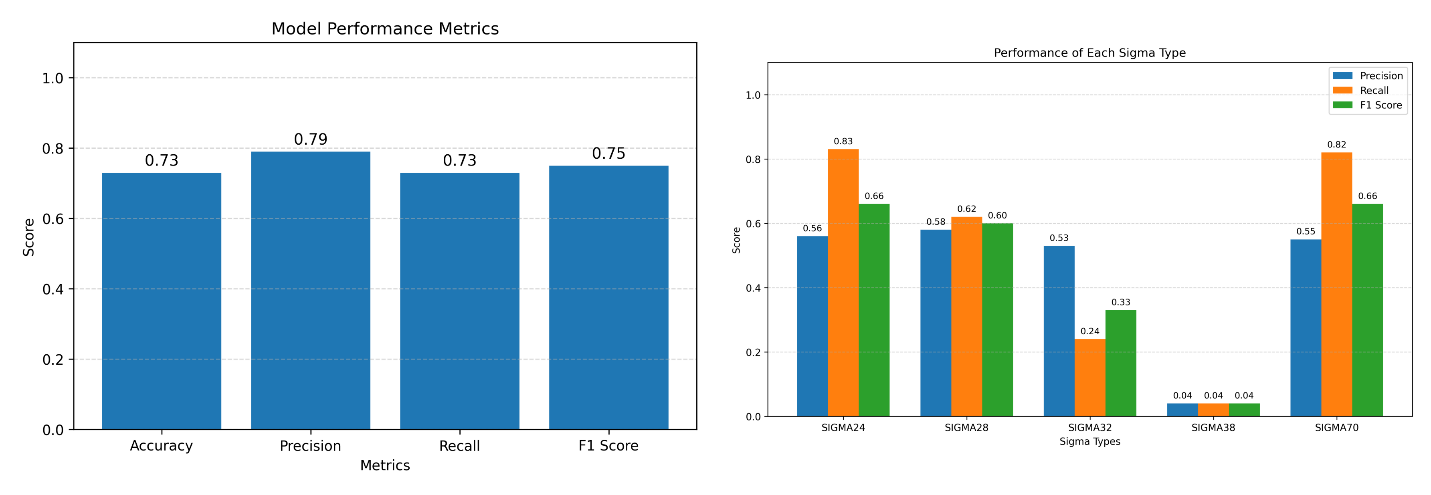 Model Performance Metrics
1.0
0.8
0.6
0.4
0.2
0.0
Score
0.73
0.79
0.73
0.75
Accuracy
Precision
Recall
F1 Score
Metrics
Performance of Each Sigma Type
Precision
Recall
F1 Score
1.0
0.8
0.6
0.4
0.2
0.0
Score
0.56
0.83
0.66
0.58
0.62
0.60
0.53
0.24
0.33
0.04
0.04
0.04
0.55
0.82
0.66
SIGMA24
SIGMA28
SIGMA32
SIGMA38
SIGMA70
Sigma Types